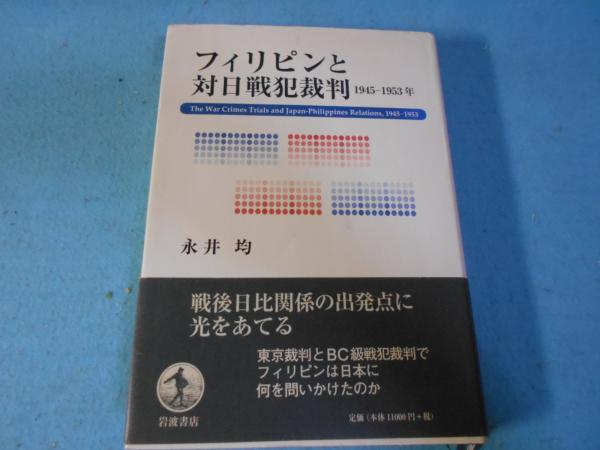 フィリピンと
対日戦犯裁判 1945-1953年
The War Crimes Trials and Japan-Philippines Relations, 1945-1953
永井 均
戦後日比関係の出発点に
光をあてる
東京裁判とBC級戦犯裁判で
フィリピンは日本に
何を問いかけたのか
岩波書店
定価(本体11000円+税)